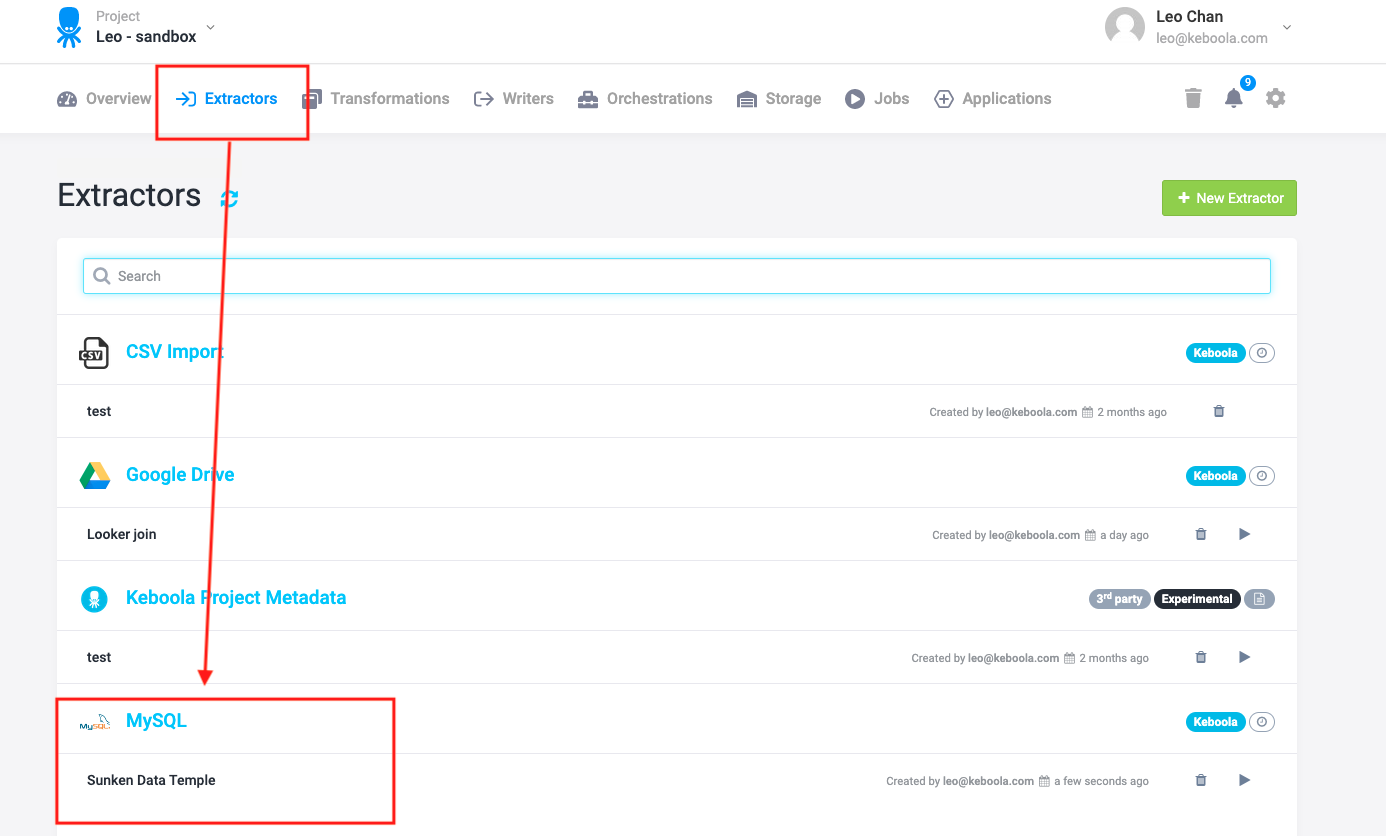 Project
Leo - sandbox
Leo Chan
leo@keboola.com
Overview Extractors Transformations Writers Orchestrations Storage Jobs Applications 9
Extractors
+ New Extractor
Search
CSV
CSV Import
Keboola
test
Created by leo@keboola.com 2 months ago
Google Drive
Keboola
Looker join
Created by leo@keboola.com a day ago
Keboola Project Metadata
3rd party Experimental
test
Created by leo@keboola.com 2 months ago
MySQL
MySQL
Keboola
Sunken Data Temple
Created by leo@keboola.com a few seconds ago